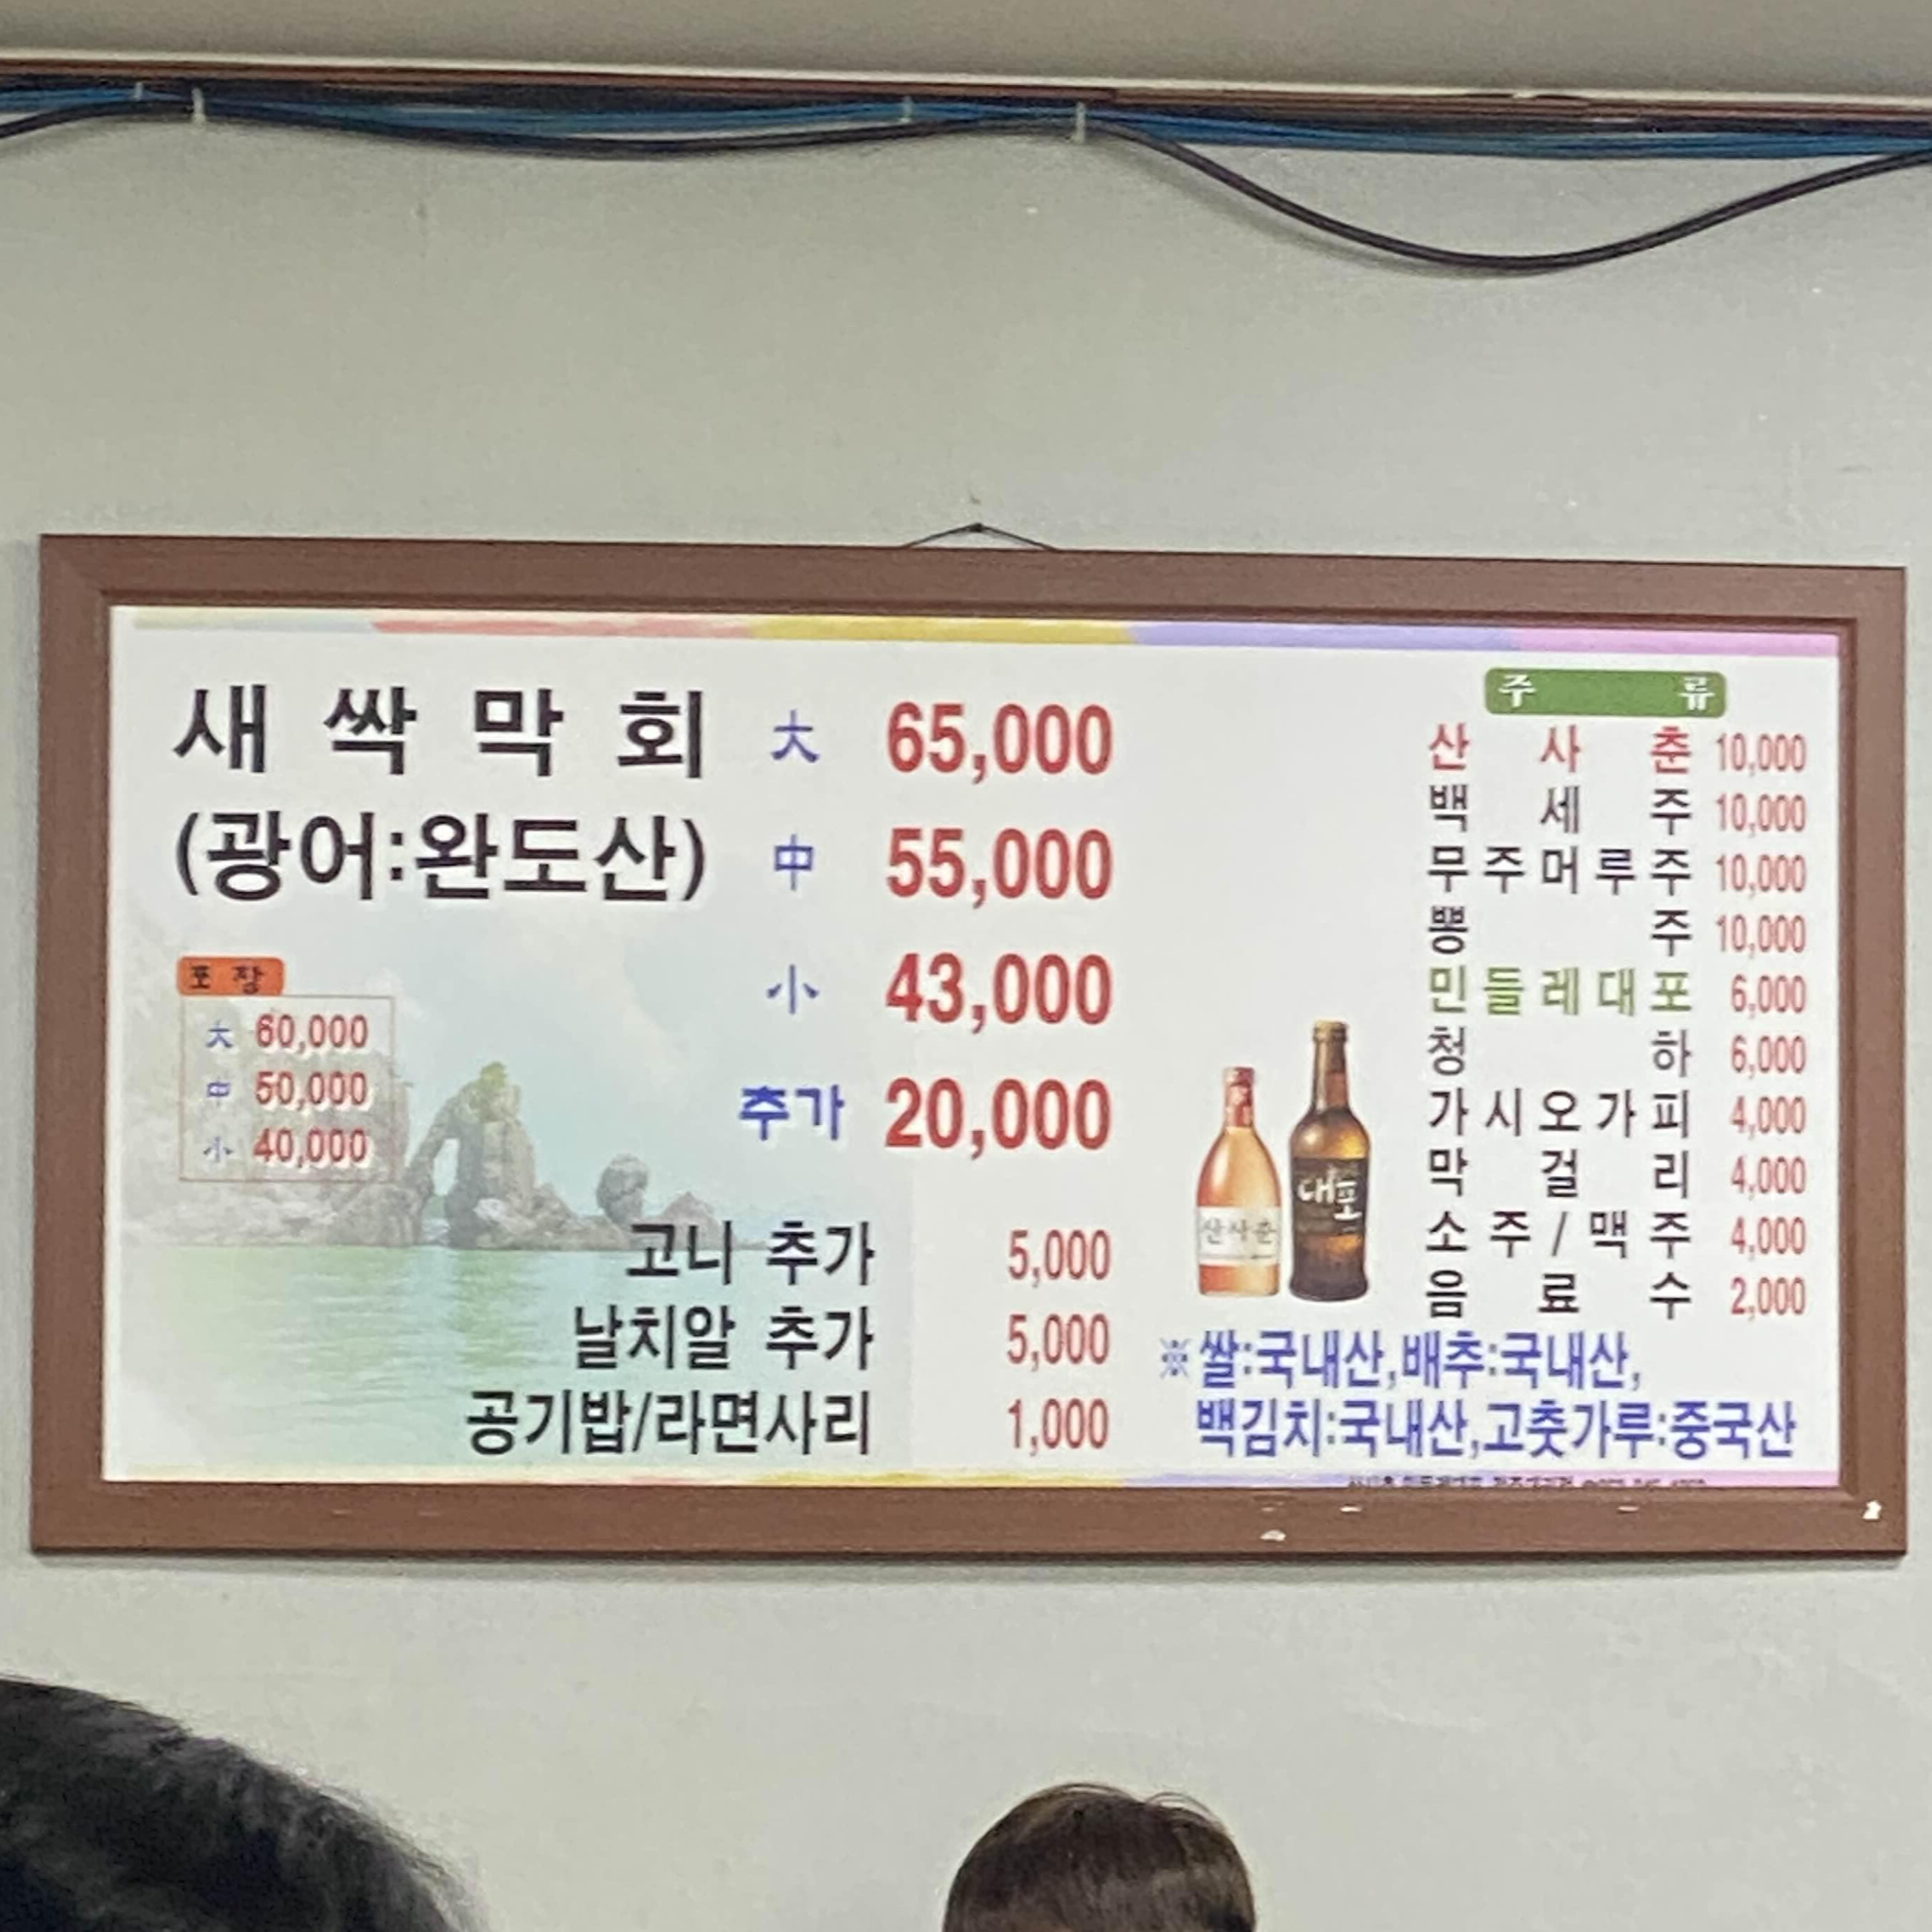 새싹막회 大 65,000
(광어:완도산) 中 55,000
小 43,000
추가 20,000
포장
大 60,000
中 50,000
小 40,000
고니 추가 5,000
날치알 추가 5,000
공기밥/라면사리 1,000
주류
산사춘 10,000
백세주 10,000
무주머루주 10,000
뽕주 10,000
민들레대포 6,000
청하 6,000
가시오가피 4,000
막걸리 4,000
소주/맥주 4,000
음료수 2,000
산사춘
대포
※쌀:국내산,배추:국내산,
백김치:국내산,고춧가루:중국산